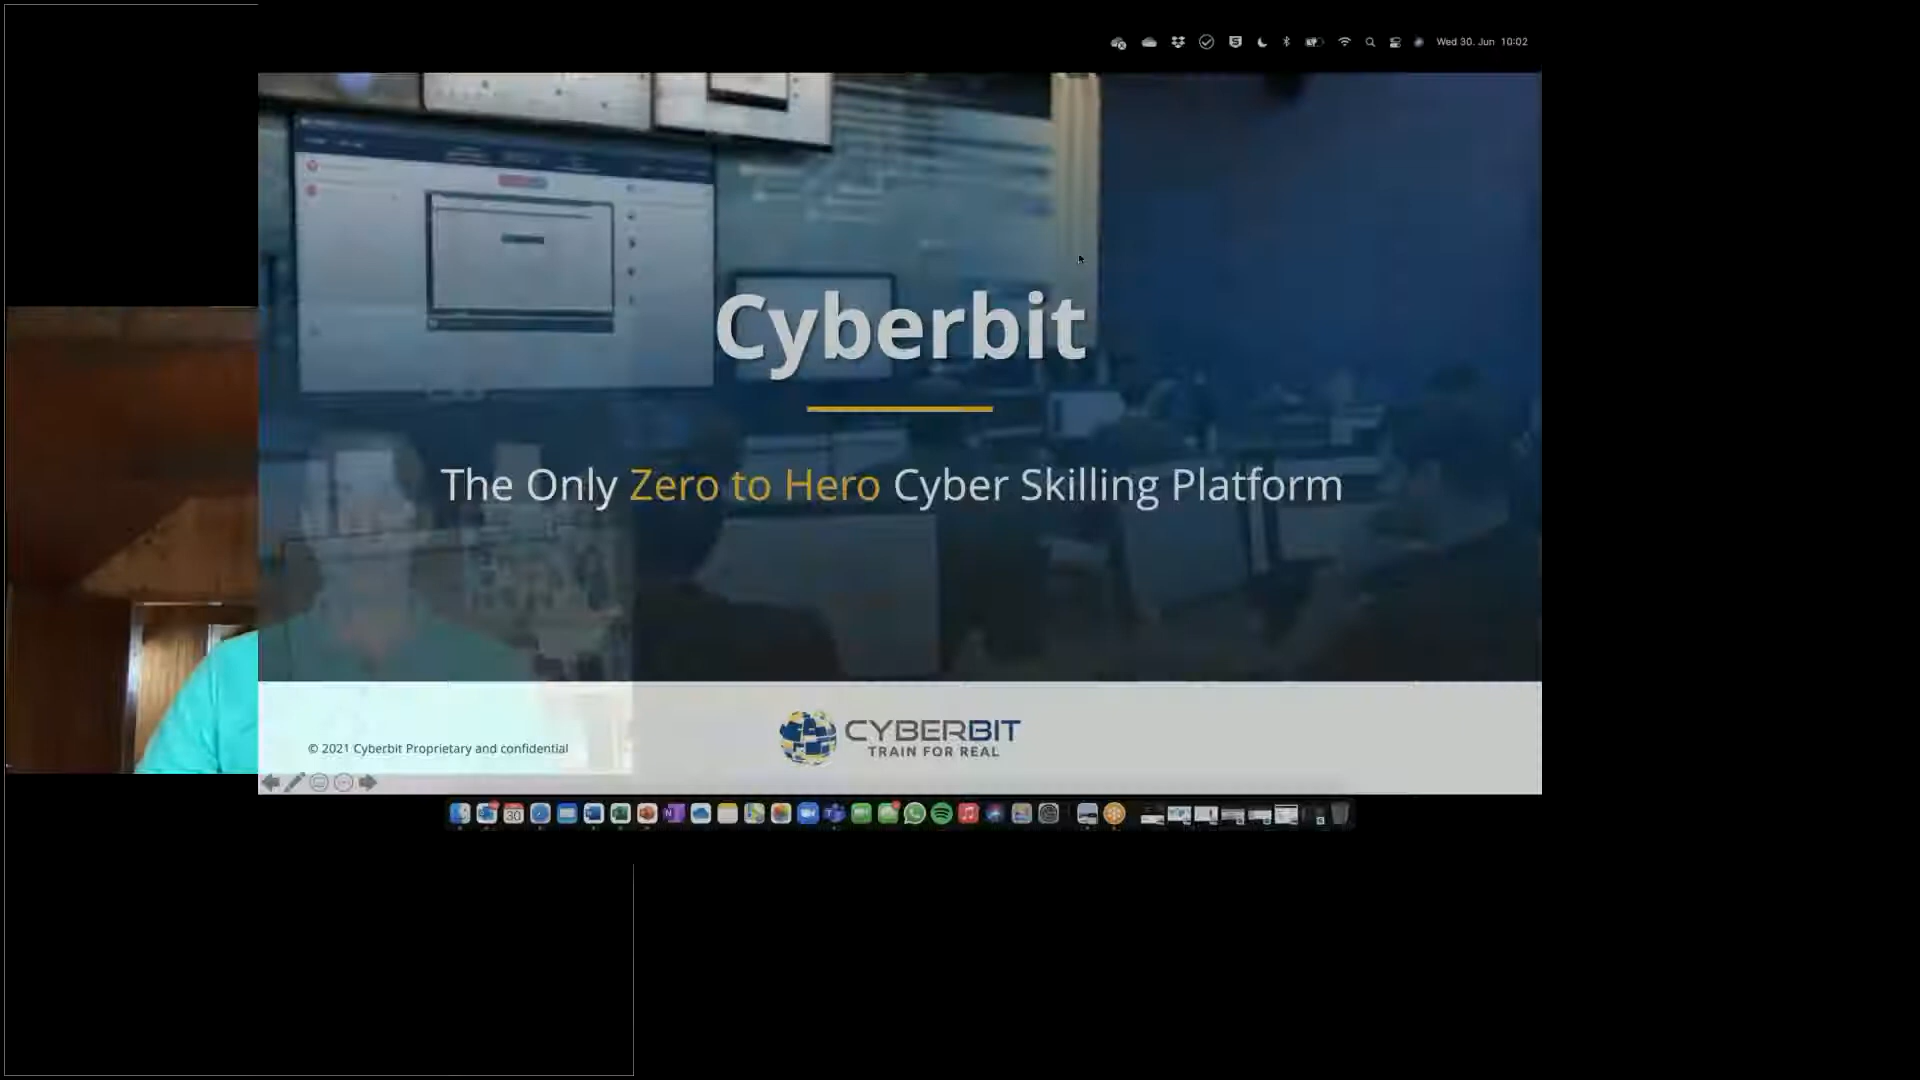 Wed 30. Jun 10:02
Cyberbit
The Only Zero to Hero Cyber Skilling Platform
CYBERBIT
TRAIN FOR REAL
© 2021 Cyberbit Proprietary and confidential
30